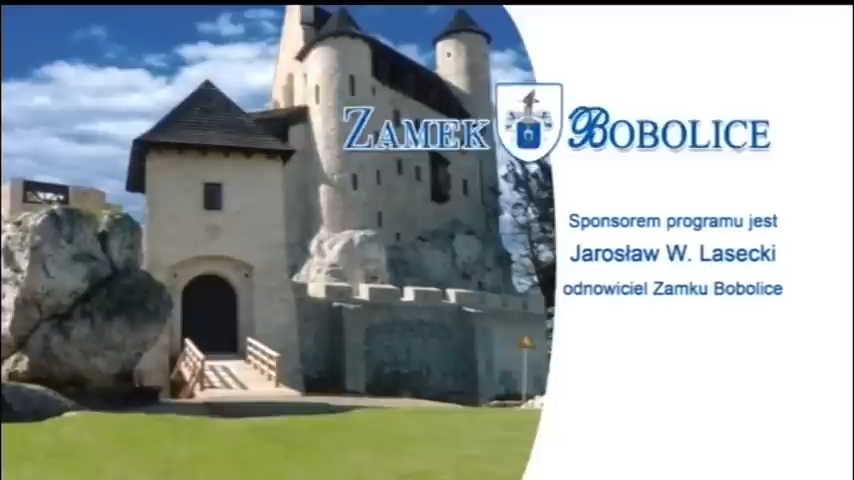 ZAMEK BOBOLICE
Sponsorem programu jest
Jarosław W. Lasecki
odnowiciel Zamku Bobolice